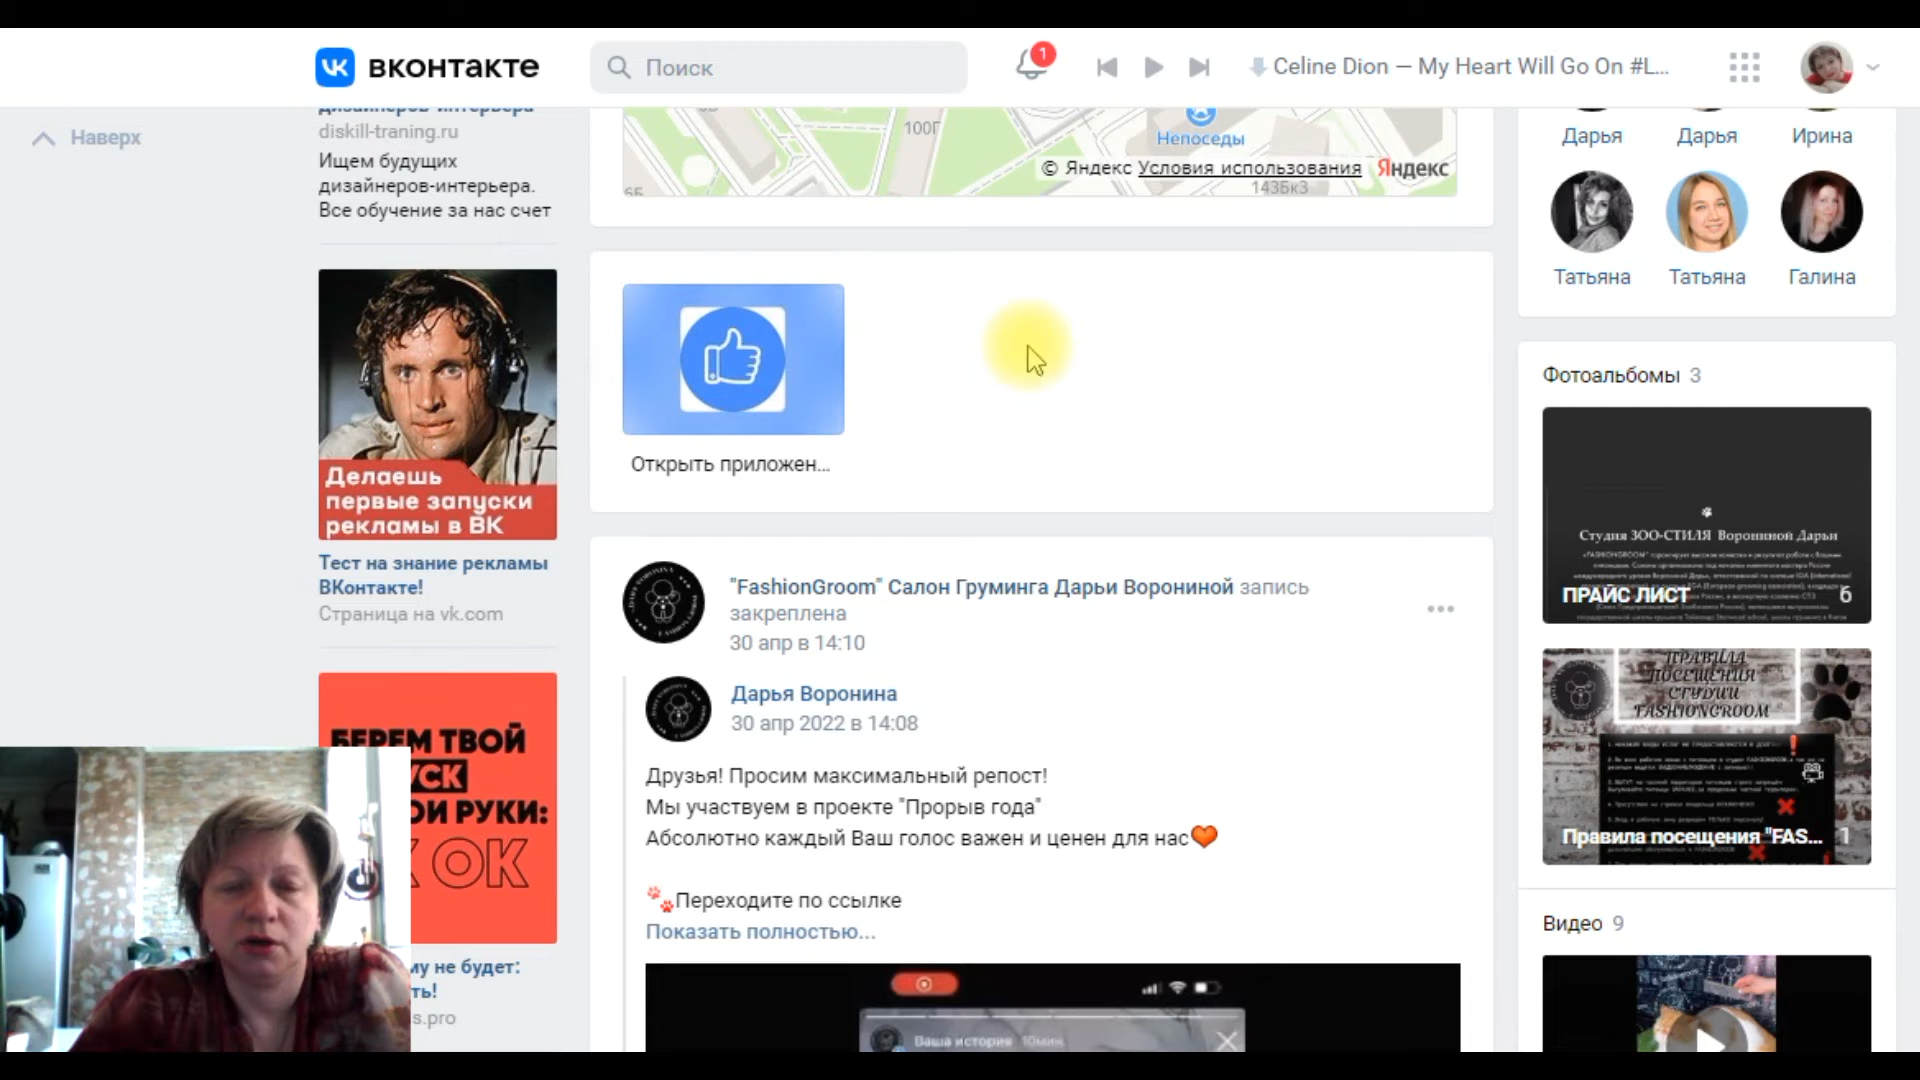 вконтакте
Поиск
1
Celine Dion — My Heart Will Go On #L...
Наверх
дизайнеров-интерьера
diskill-traning.ru
Ищем будущих
дизайнеров-интерьера.
Все обучение за нас счет
Делаешь
первые запуски
рекламы в ВК
Тест на знание рекламы
ВКонтакте!
Страница на vk.com
БЕРЕМ ТВОЙ
УСК
ОИ РУКИ:
ОК
му не будет:
ть!
s.pro
100Г
Непоседы
© Яндекс Условия использования Яндекс
143Бк3
6Б
Открыть приложен...
"FashionGroom" Салон Груминга Дарьи Ворониной запись
закреплена
30 апр в 14:10
Дарья Воронина
30 апр 2022 в 14:08
Друзья! Просим максимальный репост!
Мы участвуем в проекте "Прорыв года"
Абсолютно каждый Ваш голос важен и ценен для нас🧡
🐾Переходите по ссылке
Показать полностью...
Ваша история 10мин.
Дарья Дарья Ирина
Татьяна Татьяна Галина
Фотоальбомы 3
Студия ЗОО-СТИЛЯ Ворониной Дарьи
ПРАЙС ЛИСТ 6
ПРАВИЛА
ПОСЕЩЕНИЯ
СТУДИИ
FASHIONGROOM
Правила посещения "FAS... 1
Видео 9